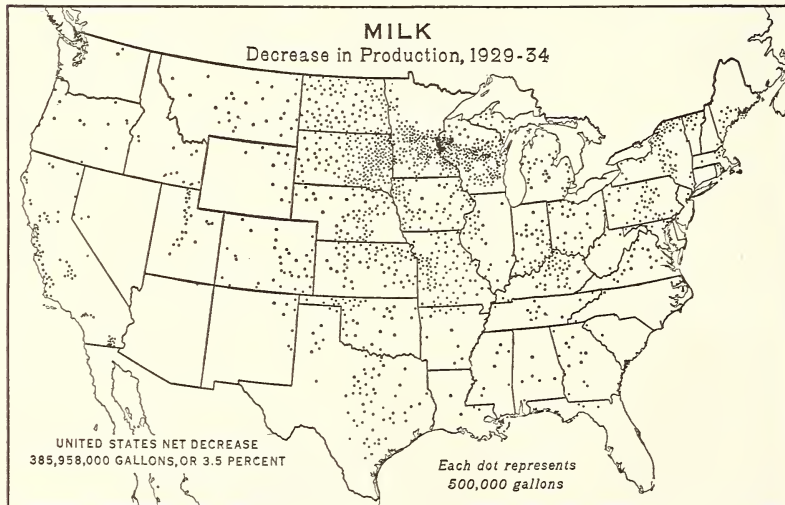 MILK
Decrease in Production, 1929-34
UNITED STATES NET DECREASE
385,958,000 GALLONS, OR 3.5 PERCENT
Each dot represents
500,000 gallons